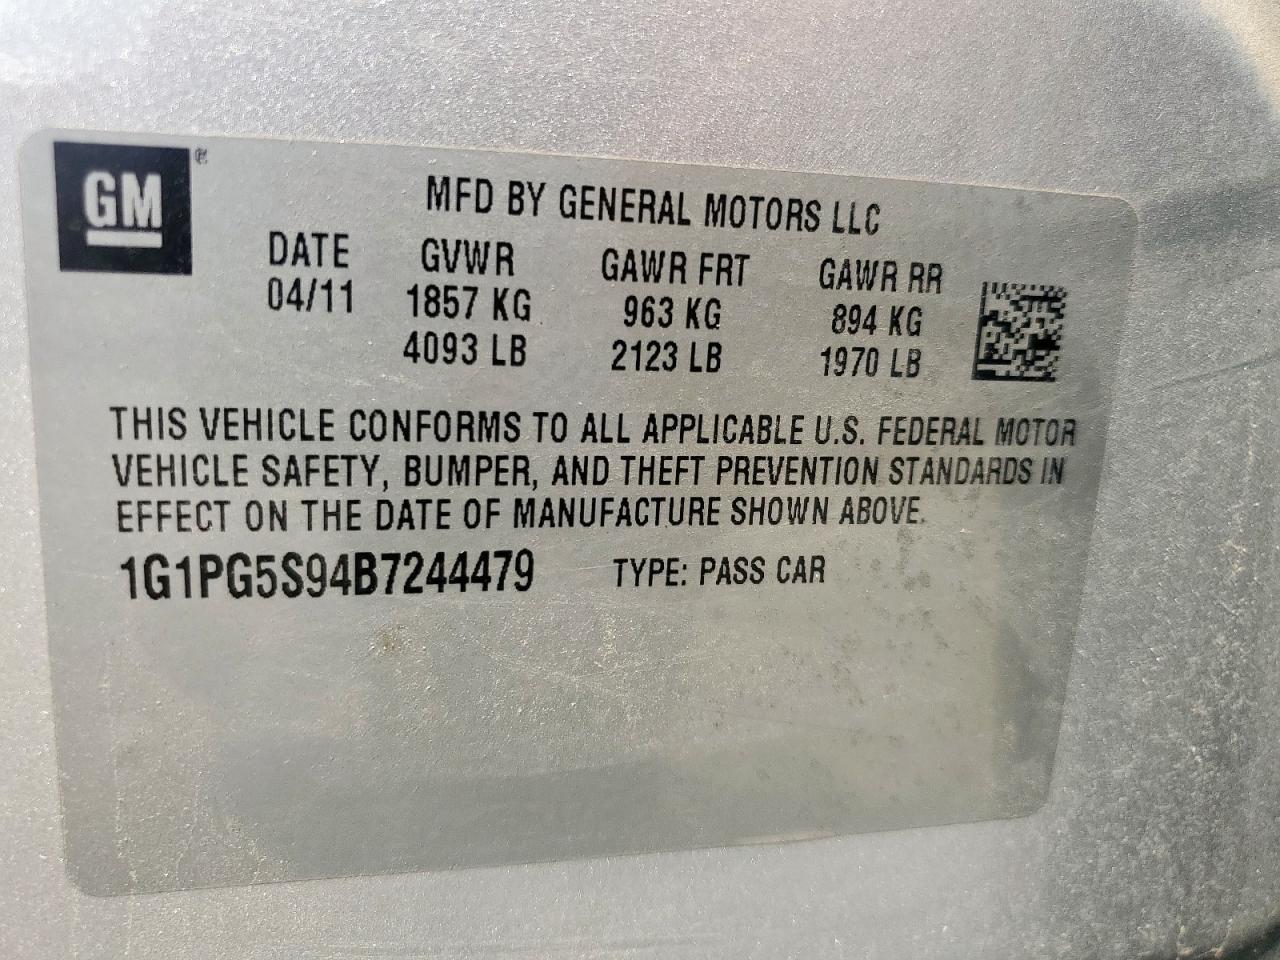 GM ®
MFD BY GENERAL MOTORS LLC
DATE GVWR GAWR FRT GAWR RR
04/11 1857 KG 963 KG 894 KG
4093 LB 2123 LB 1970 LB
THIS VEHICLE CONFORMS TO ALL APPLICABLE U.S. FEDERAL MOTOR
VEHICLE SAFETY, BUMPER, AND THEFT PREVENTION STANDARDS IN
EFFECT ON THE DATE OF MANUFACTURE SHOWN ABOVE.
1G1PG5S94B7244479 TYPE: PASS CAR